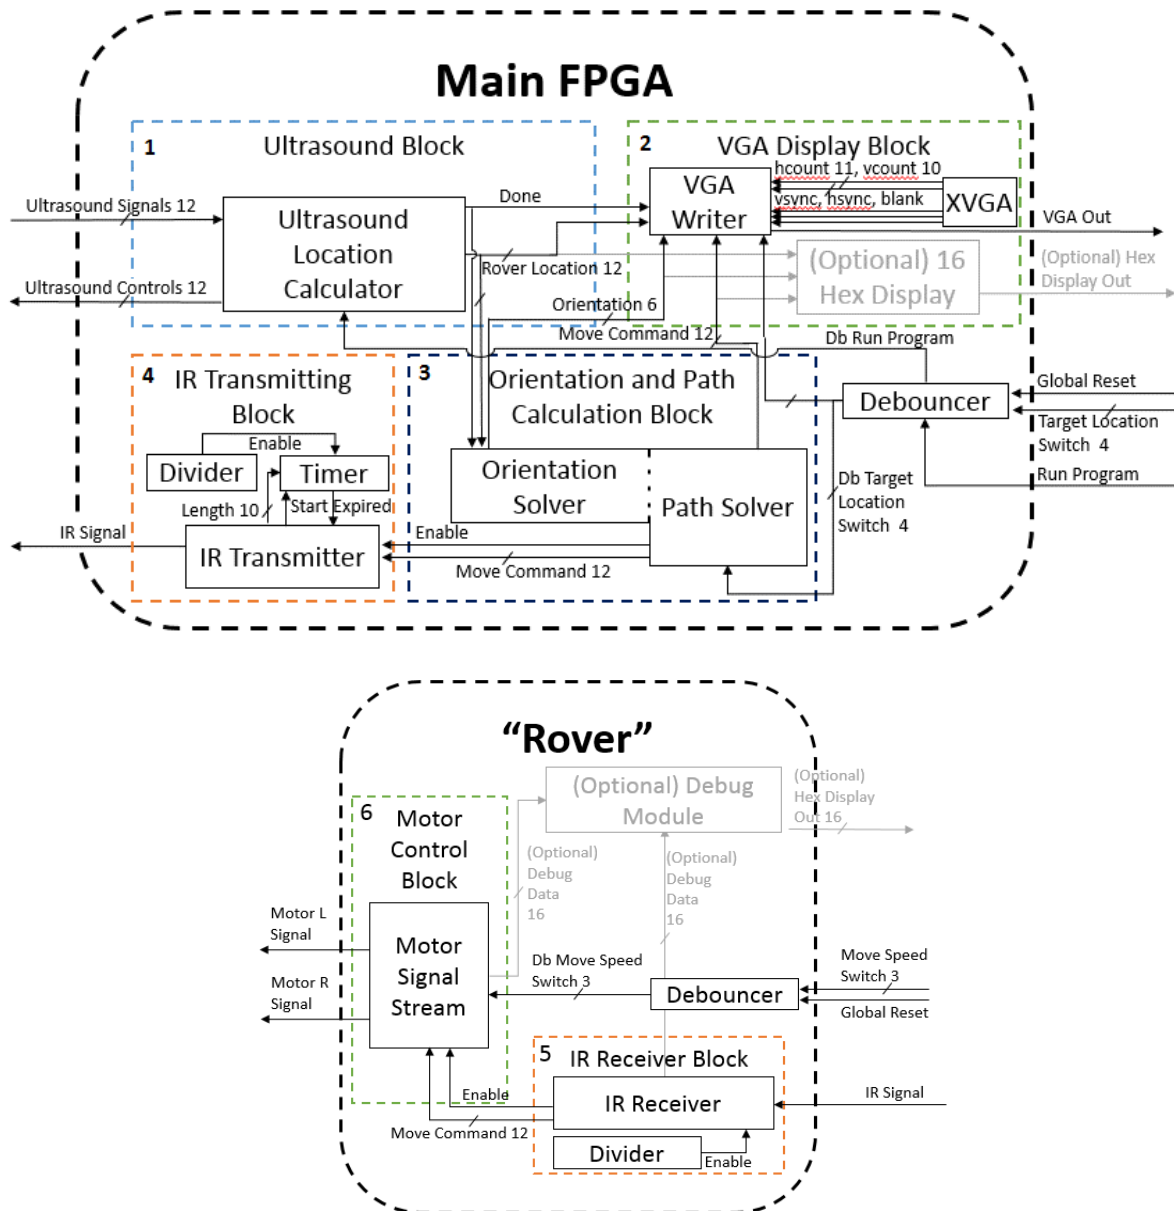 Main FPGA
1
Ultrasound Block
2
VGA Display Block
hcount 11, vcount 10
VGA
Writer
vsync, hsync, blank
XVGA
Done
Ultrasound Signals 12
Ultrasound
Location
Calculator
VGA Out
Rover Location 12
(Optional) 16
Hex Display
(Optional) Hex
Display Out
Ultrasound Controls 12
Orientation 6
Move Command 12
Db Run Program
4
IR Transmitting
Block
3
Orientation and Path
Calculation Block
Global Reset
Debouncer
Target Location
Switch 4
Enable
Divider
Timer
Orientation
Solver
Path Solver
Db Target
Location
Switch 4
Run Program
Length 10
Start Expired
IR Signal
IR Transmitter
Enable
Move Command 12
“Rover”
(Optional) Debug
Module
(Optional)
Hex Display
Out 16
6
Motor
Control
Block
(Optional)
Debug
Data
16
(Optional)
Debug
Data
16
Motor L
Signal
Motor
Signal
Stream
Motor R
Signal
Db Move Speed
Switch 3
Debouncer
Move Speed
Switch 3
Global Reset
5
IR Receiver Block
Enable
IR Receiver
IR Signal
Move Command 12
Divider
Enable